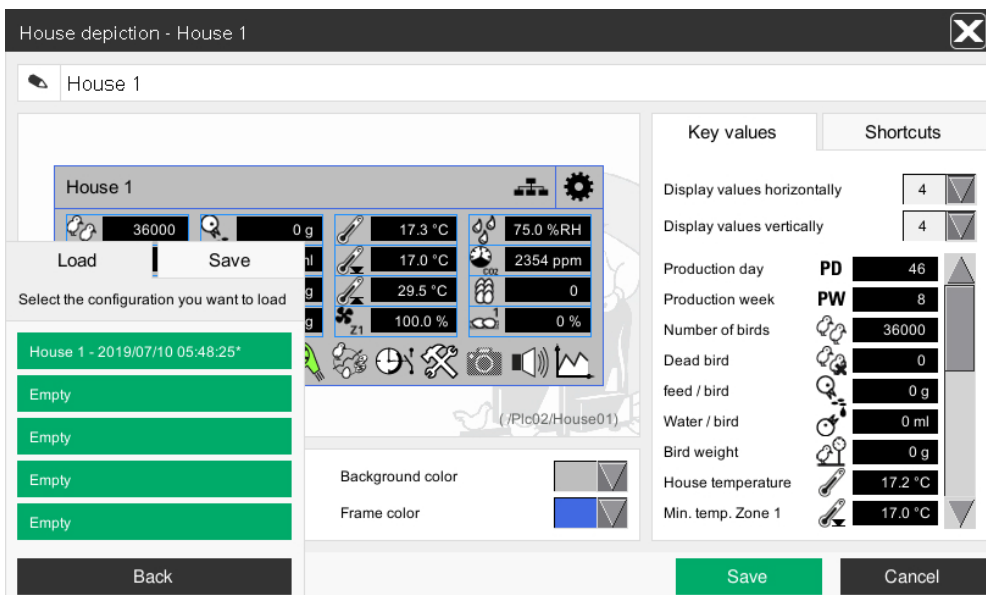 House depiction - House 1
House 1
House 1
36000
0 g
17.3 °C
75.0 %RH
17.0 °C
CO2
2354 ppm
29.5 °C
0
Z1
100.0 %
1
0 %
(/Plc02/House01)
Load
Save
Select the configuration you want to load
House 1 - 2019/07/10 05:48:25*
Empty
Empty
Empty
Empty
Back
Background color
Frame color
Key values
Shortcuts
Display values horizontally
4
Display values vertically
4
Production day PD 46
Production week PW 8
Number of birds 36000
Dead bird 0
feed / bird 0 g
Water / bird 0 ml
Bird weight 0 g
House temperature 17.2 °C
Min. temp. Zone 1 17.0 °C
Save
Cancel